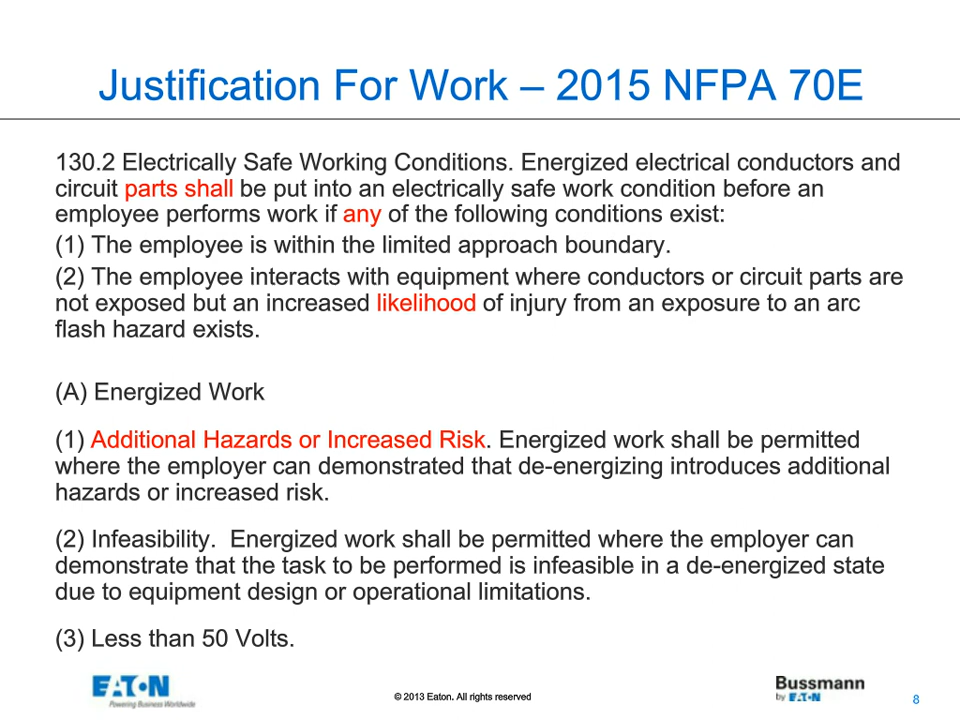 Justification For Work – 2015 NFPA 70E
130.2 Electrically Safe Working Conditions. Energized electrical conductors and
circuit parts shall be put into an electrically safe work condition before an
employee performs work if any of the following conditions exist:
(1) The employee is within the limited approach boundary.
(2) The employee interacts with equipment where conductors or circuit parts are
not exposed but an increased likelihood of injury from an exposure to an arc
flash hazard exists.
(A) Energized Work
(1) Additional Hazards or Increased Risk. Energized work shall be permitted
where the employer can demonstrated that de-energizing introduces additional
hazards or increased risk.
(2) Infeasibility.  Energized work shall be permitted where the employer can
demonstrate that the task to be performed is infeasible in a de-energized state
due to equipment design or operational limitations.
(3) Less than 50 Volts.
EATON
Powering Business Worldwide
© 2013 Eaton. All rights reserved
Bussmann
by EATON
8